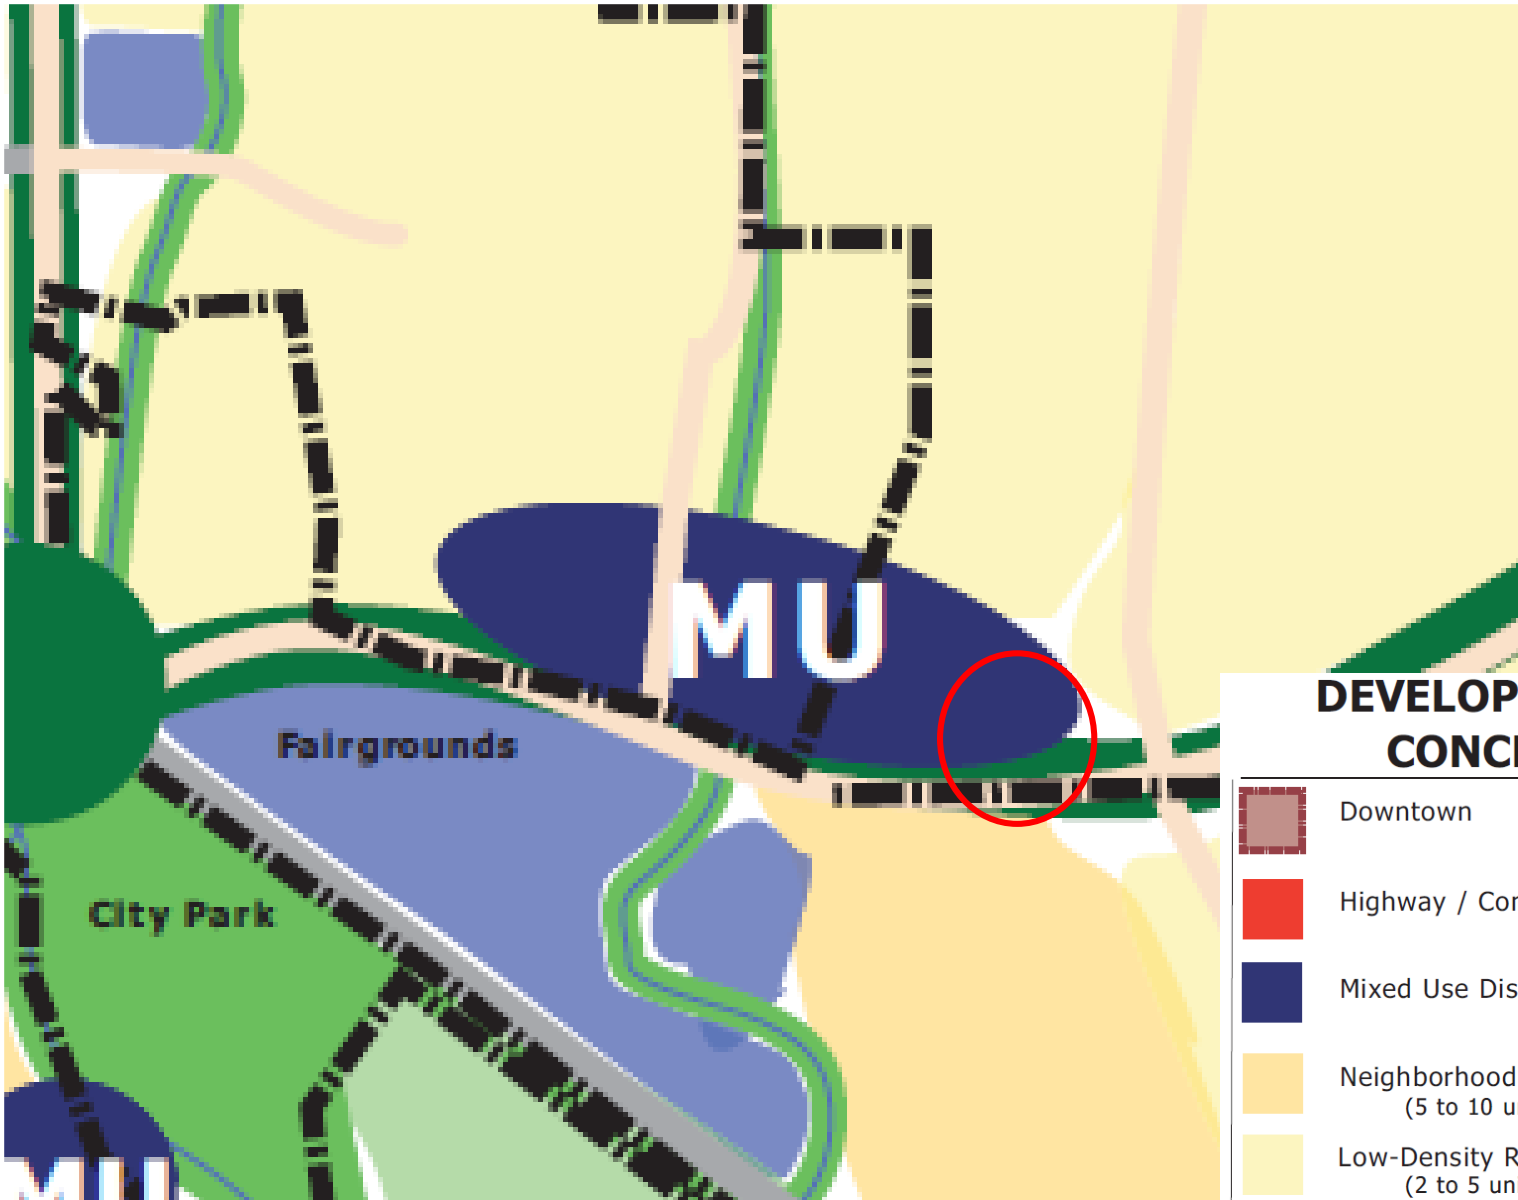 MU
Fairgrounds
City Park
MU
DEVELOP
CONC
Downtown
Highway / Cor
Mixed Use Dis
Neighborhood
(5 to 10 u
Low-Density R
(2 to 5 un